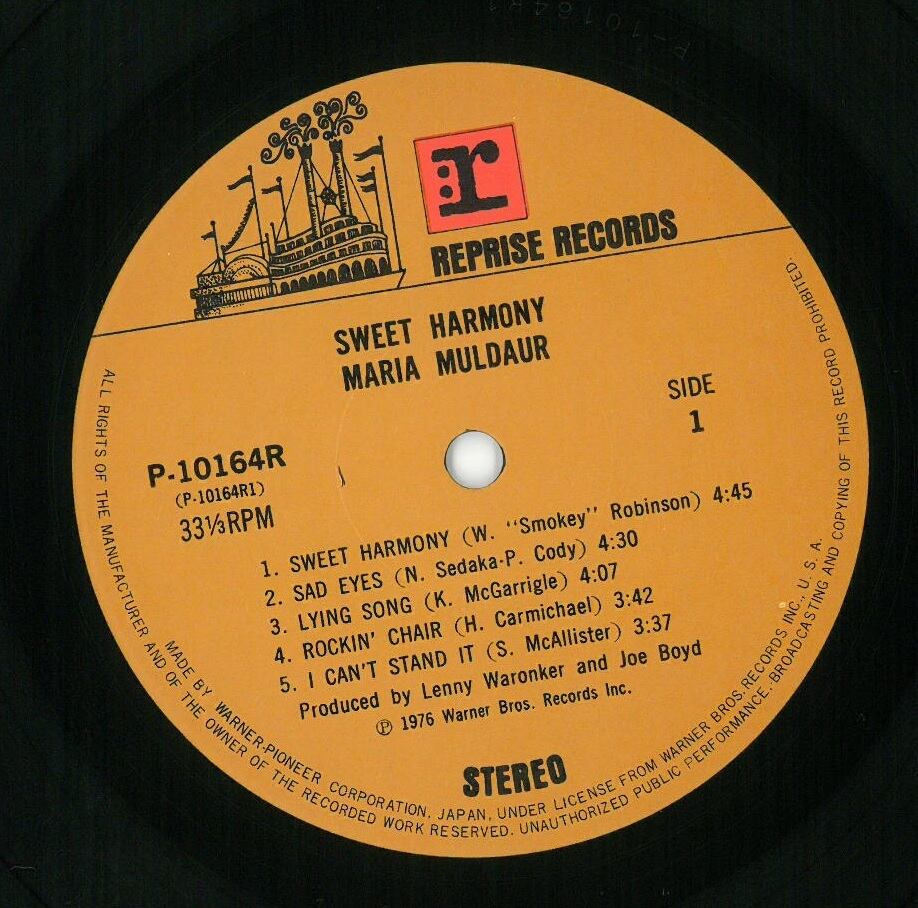 P-10164R1
r
REPRISE RECORDS
SWEET HARMONY
MARIA MULDAUR
SIDE
1
P-10164R
(P-10164R1)
33⅓RPM
1. SWEET HARMONY (W. "Smokey" Robinson) 4:45
2. SAD EYES (N. Sedaka-P. Cody) 4:30
3. LYING SONG (K. McGarrigle) 4:07
4. ROCKIN' CHAIR (H. Carmichael) 3:42
5. I CAN'T STAND IT (S. McAllister) 3:37
Produced by Lenny Waronker and Joe Boyd
Ⓟ 1976 Warner Bros. Records Inc.
STEREO
MADE BY WARNER-PIONEER CORPORATION, JAPAN, UNDER LICENSE FROM WARNER BROS. RECORDS INC., U. S. A.
ALL RIGHTS OF THE MANUFACTURER AND OF THE OWNER OF THE RECORDED WORK RESERVED. UNAUTHORIZED PUBLIC PERFORMANCE. BROADCASTING AND COPYING OF THIS RECORD PROHIBITED.